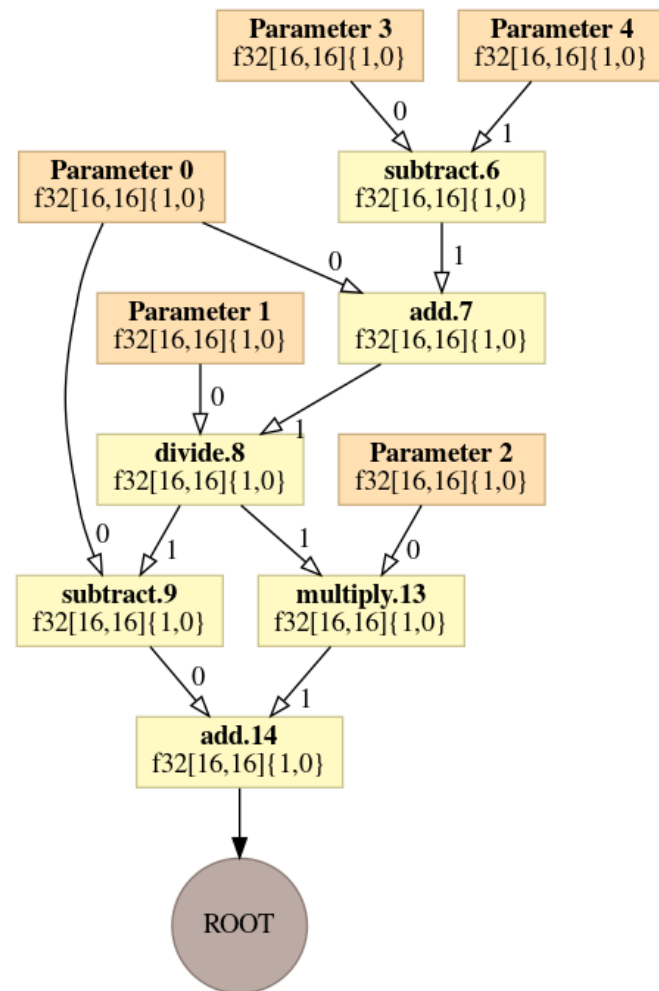 Parameter 3
f32[16,16]{1,0}
Parameter 4
f32[16,16]{1,0}
0
1
Parameter 0
f32[16,16]{1,0}
subtract.6
f32[16,16]{1,0}
0
1
Parameter 1
f32[16,16]{1,0}
add.7
f32[16,16]{1,0}
0
1
divide.8
f32[16,16]{1,0}
Parameter 2
f32[16,16]{1,0}
0
1
1
0
subtract.9
f32[16,16]{1,0}
multiply.13
f32[16,16]{1,0}
0
1
add.14
f32[16,16]{1,0}
ROOT